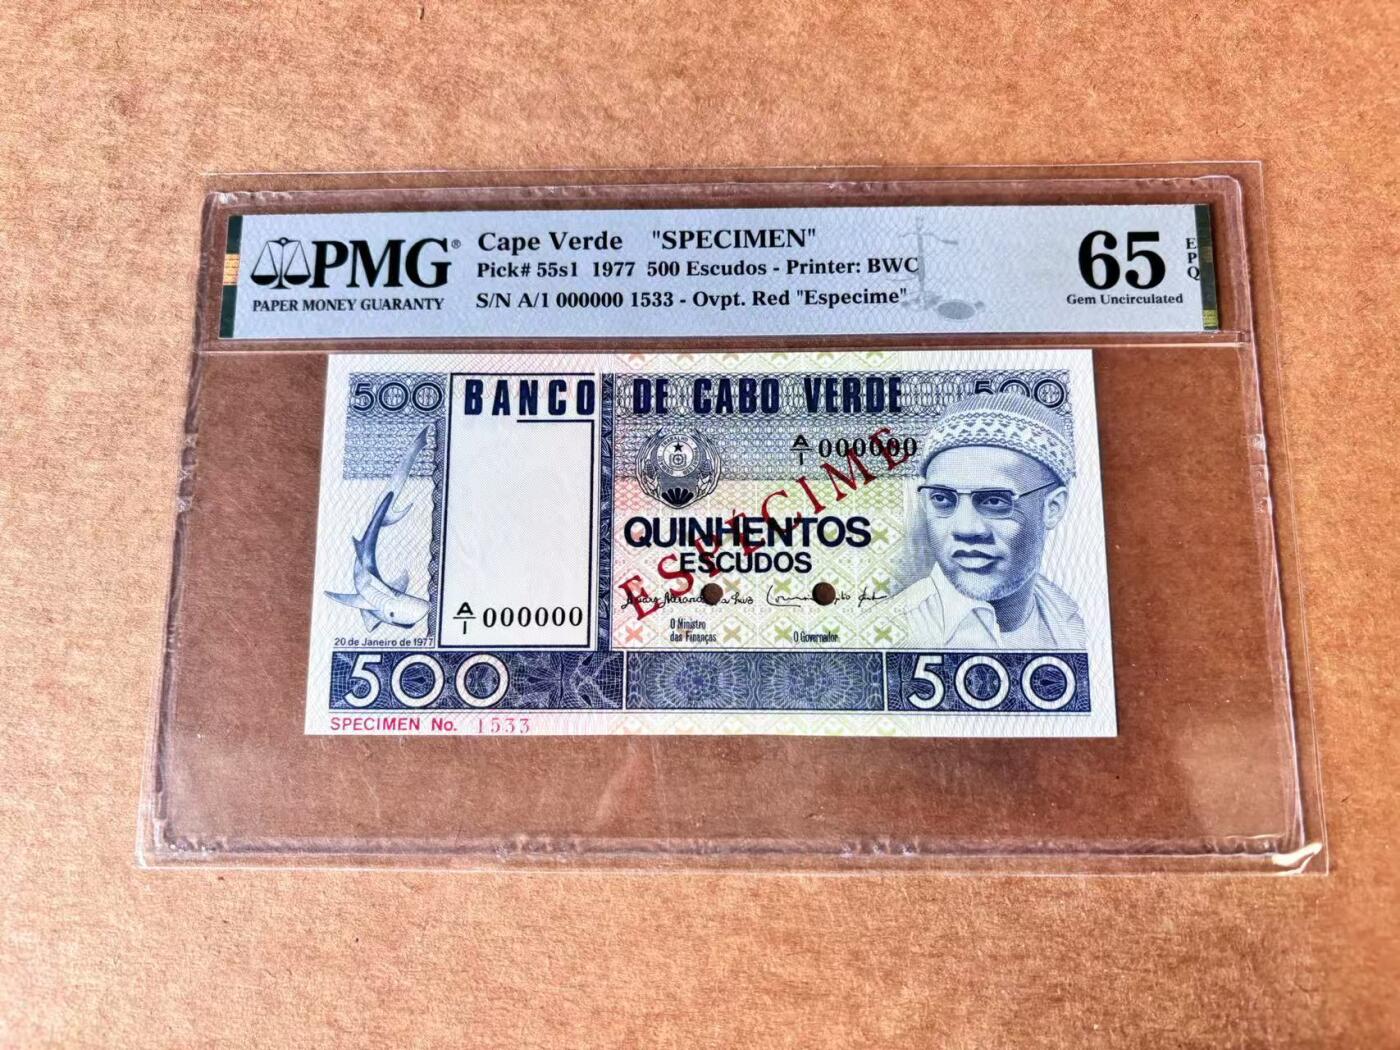 PMG®
PAPER MONEY GUARANTY
Cape Verde "SPECIMEN"
Pick# 55s1 1977 500 Escudos - Printer: BWC
S/N A/1 000000 1533 - Ovpt. Red "Especime"
65
Gem Uncirculated
EPQ
500 BANCO DE CABO VERDE 500
A/1 000000
ESPÉCIME
QUINHENTOS
ESCUDOS
A/1 000000
O Ministro
das Finanças
O Governador
20 de Janeiro de 1977
500 500
SPECIMEN No. 1533